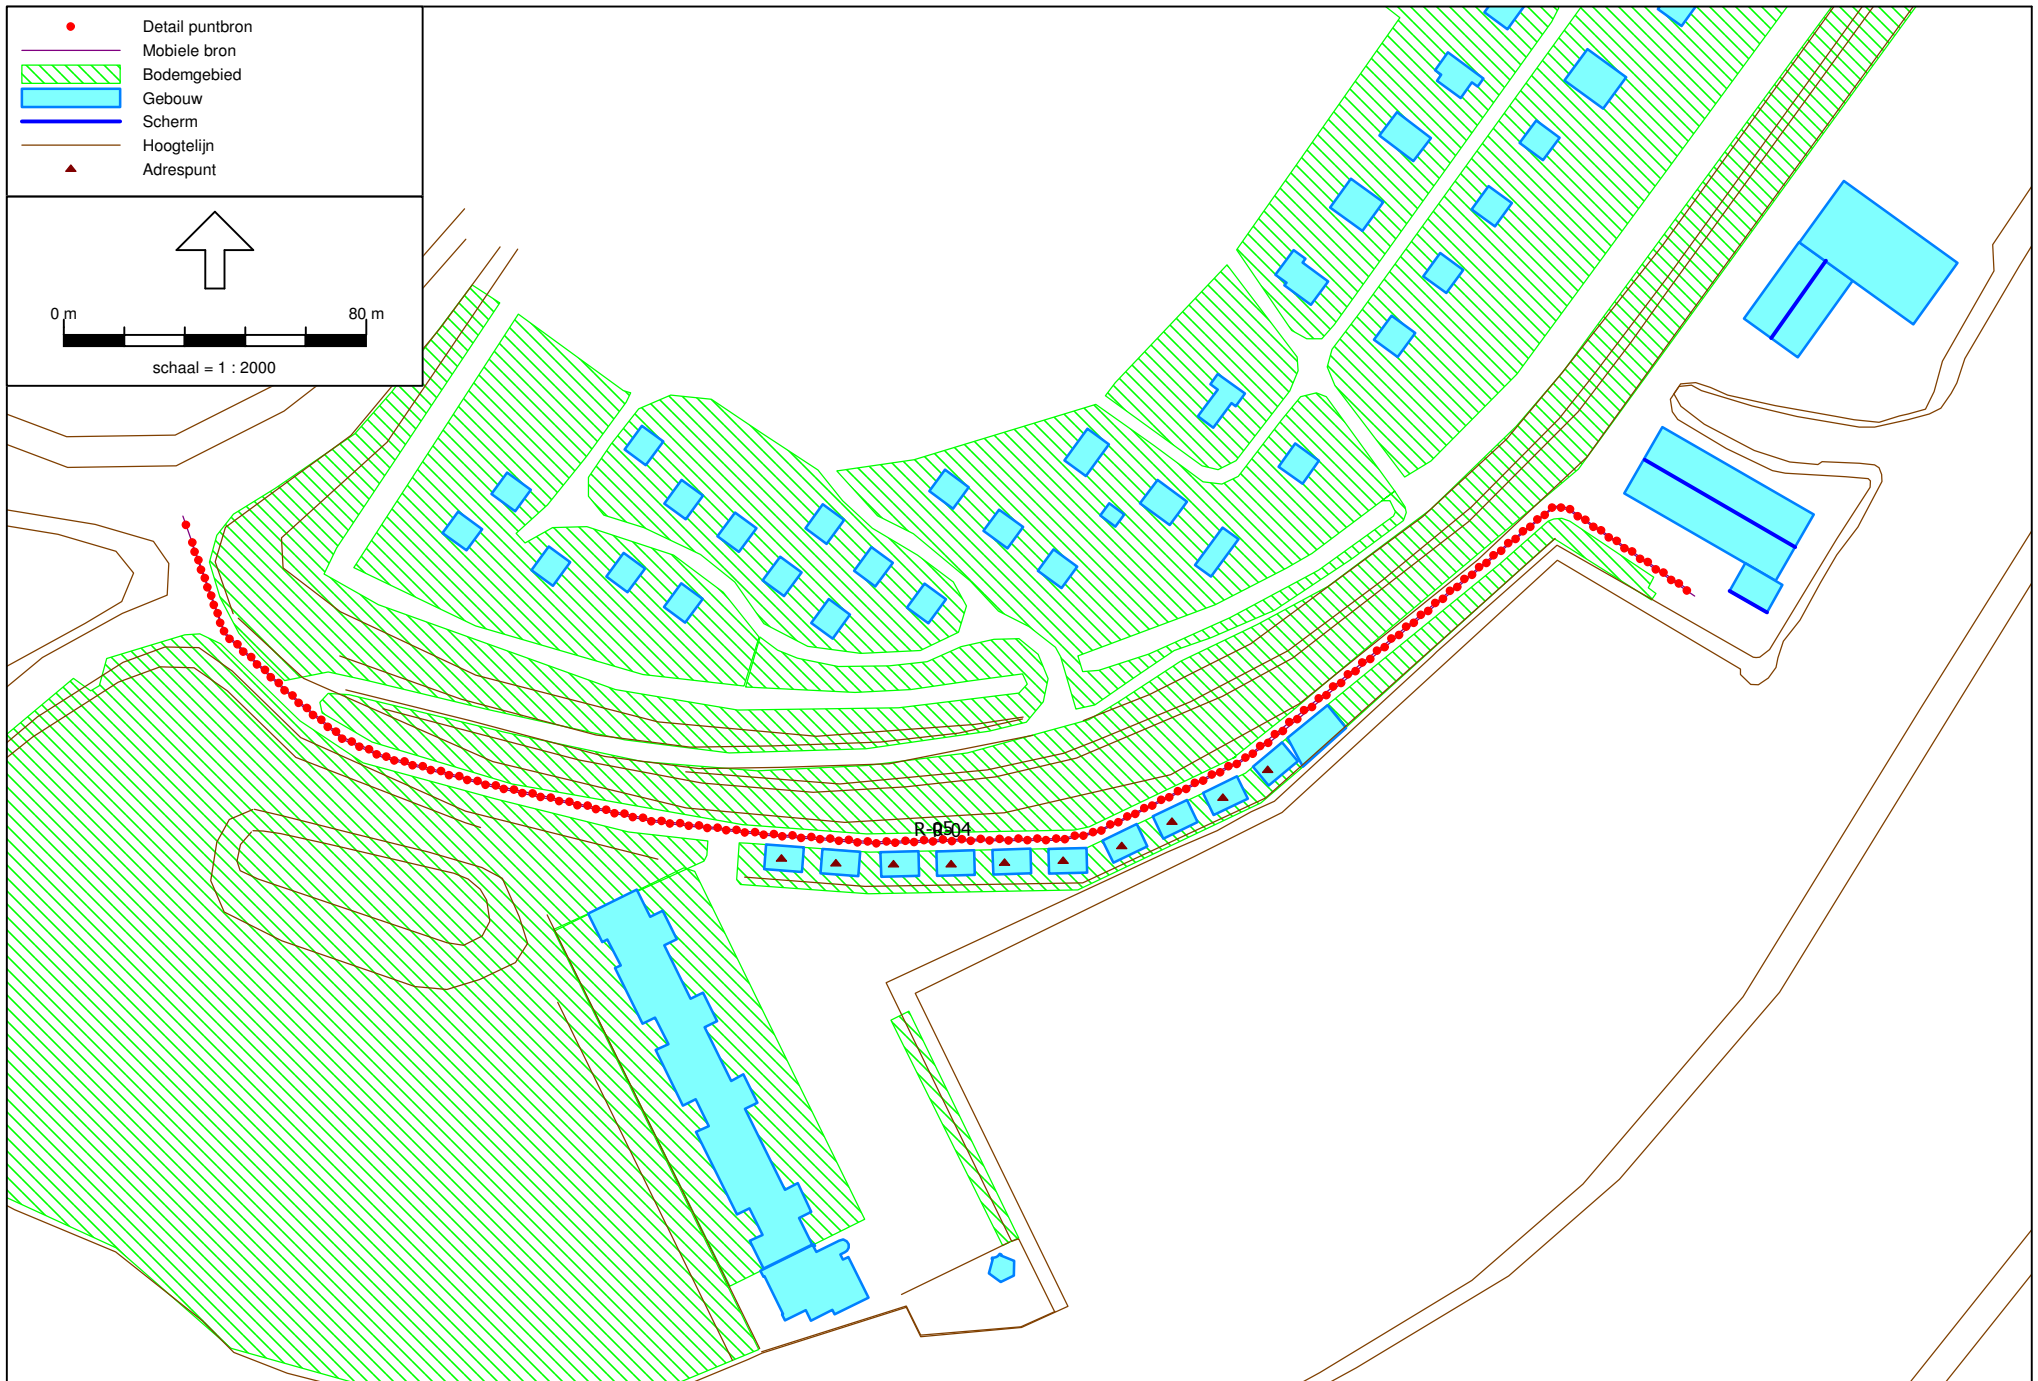 Detail puntbron
Mobiele bron
Bodemgebied
Gebouw
Scherm
Hoogtelijn
Adrespunt
0 m 80 m
schaal = 1 : 2000